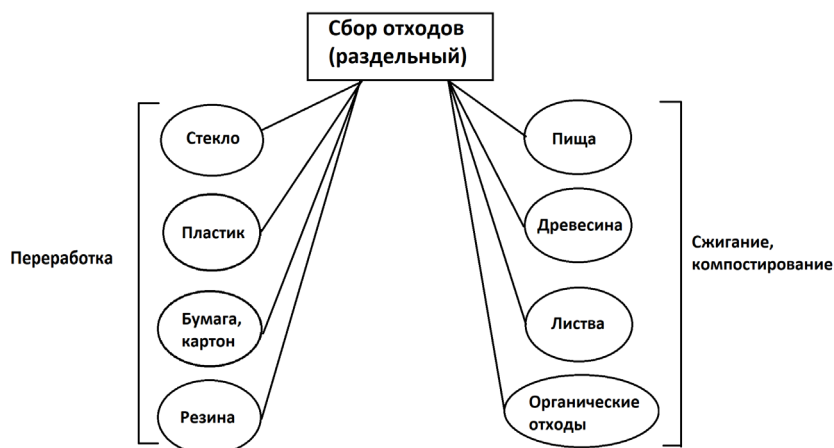 Сбор отходов
(раздельный)
Стекло
Пластик
Бумага,
картон
Резина
Переработка
Пища
Древесина
Листва
Органические
отходы
Сжигание,
компостирование